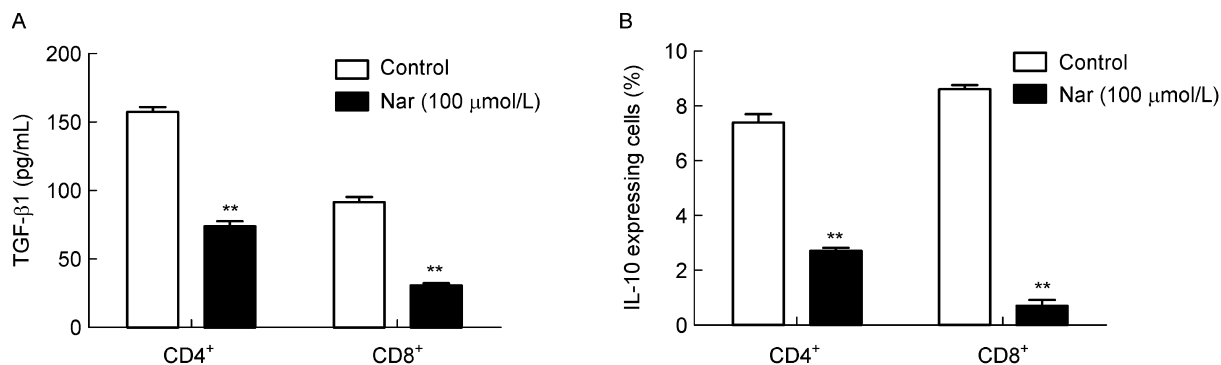 A
TGF-β1 (pg/mL)
200
150
100
50
0
Control
Nar (100 μmol/L)
**
**
CD4⁺
CD8⁺
B
IL-10 expressing cells (%)
10
8
6
4
2
0
Control
Nar (100 μmol/L)
**
**
CD4⁺
CD8⁺